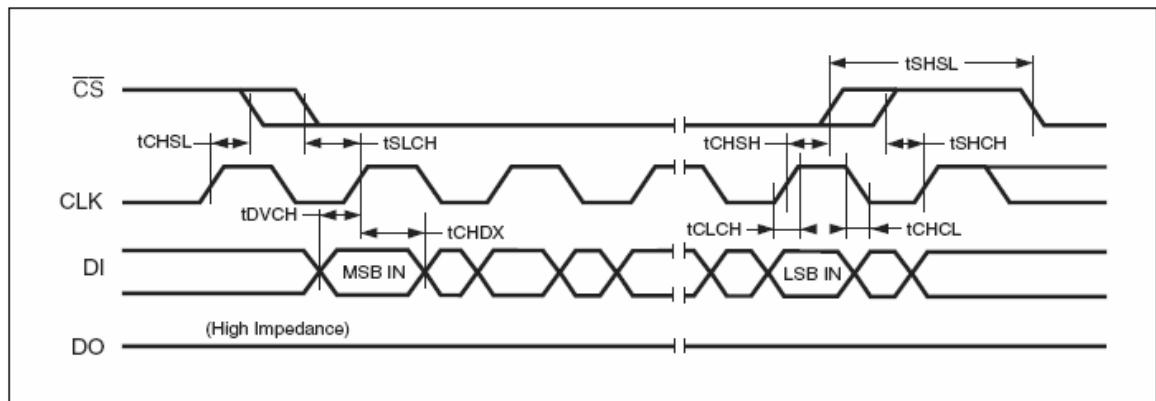 tSHSL
CS
tCHSL
tSLCH
tCHSH
tSHCH
CLK
tDVCH
tCHDX
tCLCH
tCHCL
DI
MSB IN
LSB IN
(High Impedance)
DO